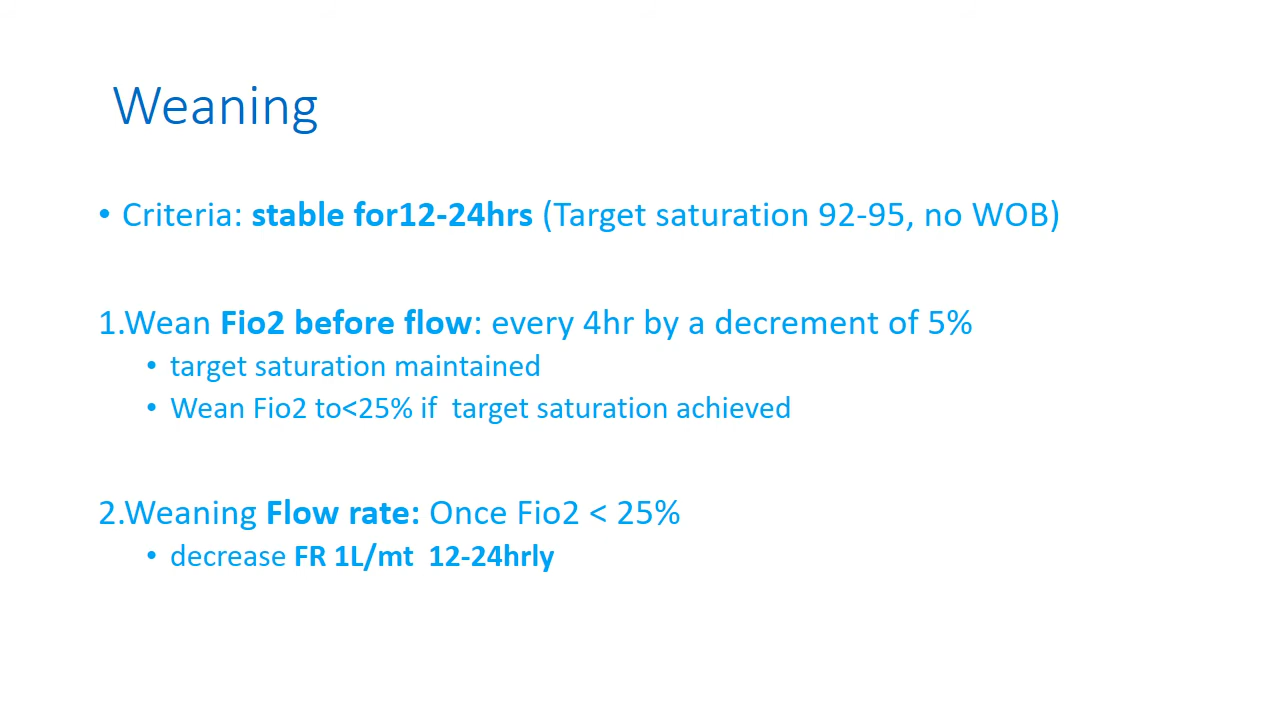 Weaning
• Criteria: stable for12-24hrs (Target saturation 92-95, no WOB)
1.Wean Fio2 before flow: every 4hr by a decrement of 5%
• target saturation maintained
• Wean Fio2 to<25% if  target saturation achieved
2.Weaning Flow rate: Once Fio2 < 25%
• decrease FR 1L/mt  12-24hrly